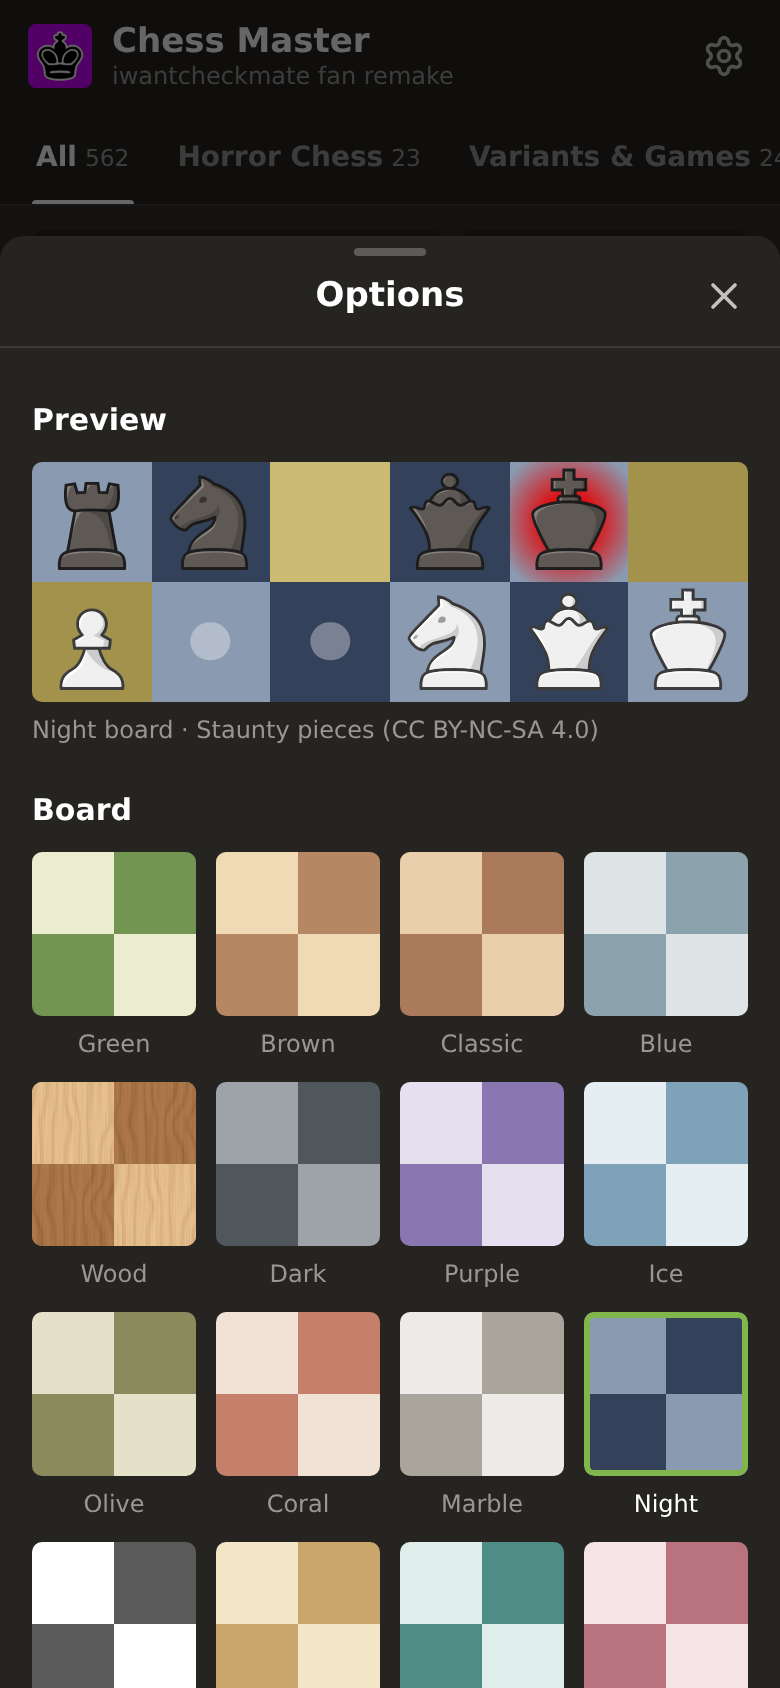 Chess Master
iwantcheckmate fan remake
All 562 Horror Chess 23 Variants & Games 24
Options
Preview
Night board · Staunty pieces (CC BY-NC-SA 4.0)
Board
Green Brown Classic Blue
Wood Dark Purple Ice
Olive Coral Marble Night